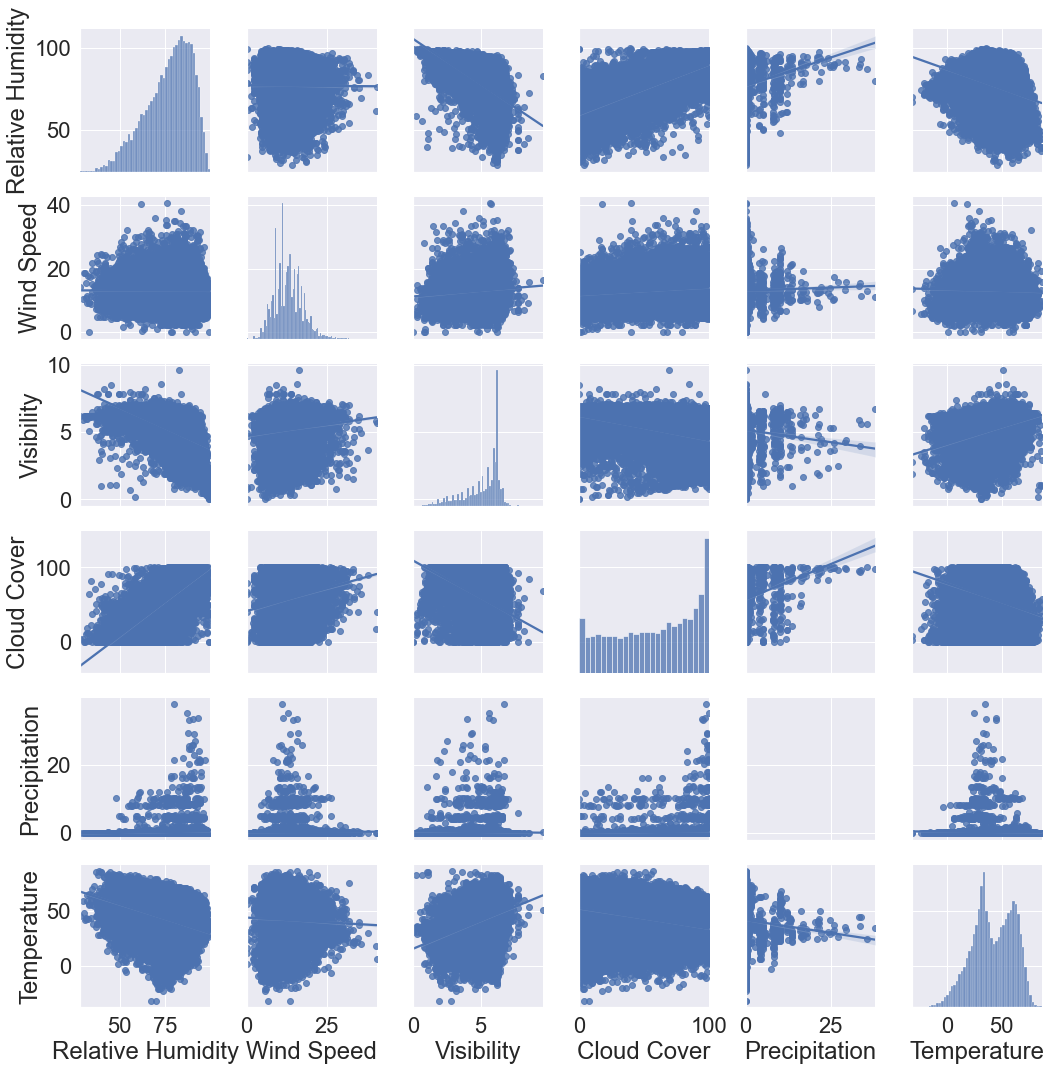 Relative Humidity
100
50
Wind Speed
40
20
0
Visibility
10
5
0
Cloud Cover
100
0
Precipitation
20
0
Temperature
50
0
50 75 0 25 0 5 0 100 0 25 0 50
Relative Humidity Wind Speed Visibility Cloud Cover Precipitation Temperature